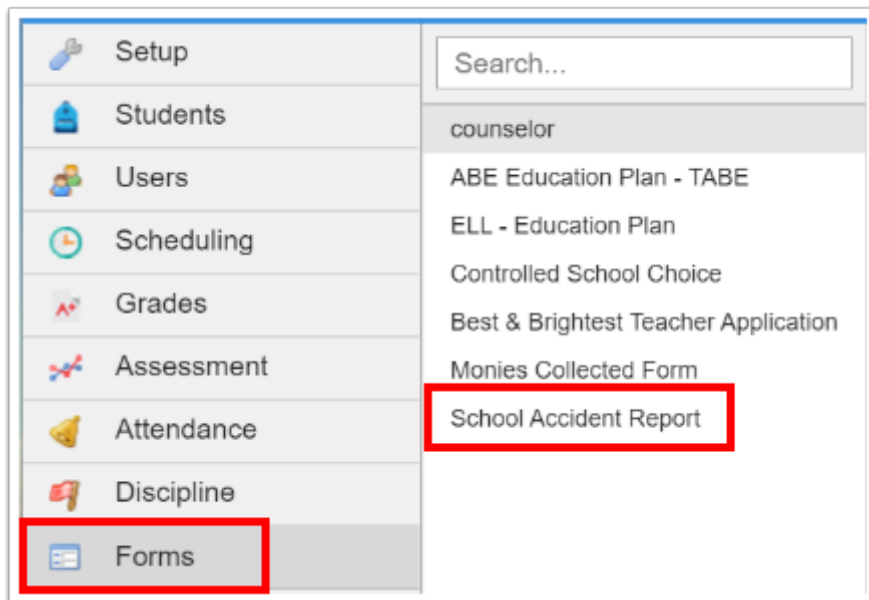 Setup
Students
Users
Scheduling
Grades
Assessment
Attendance
Discipline
Forms
Search...
counselor
ABE Education Plan - TABE
ELL - Education Plan
Controlled School Choice
Best & Brightest Teacher Application
Monies Collected Form
School Accident Report